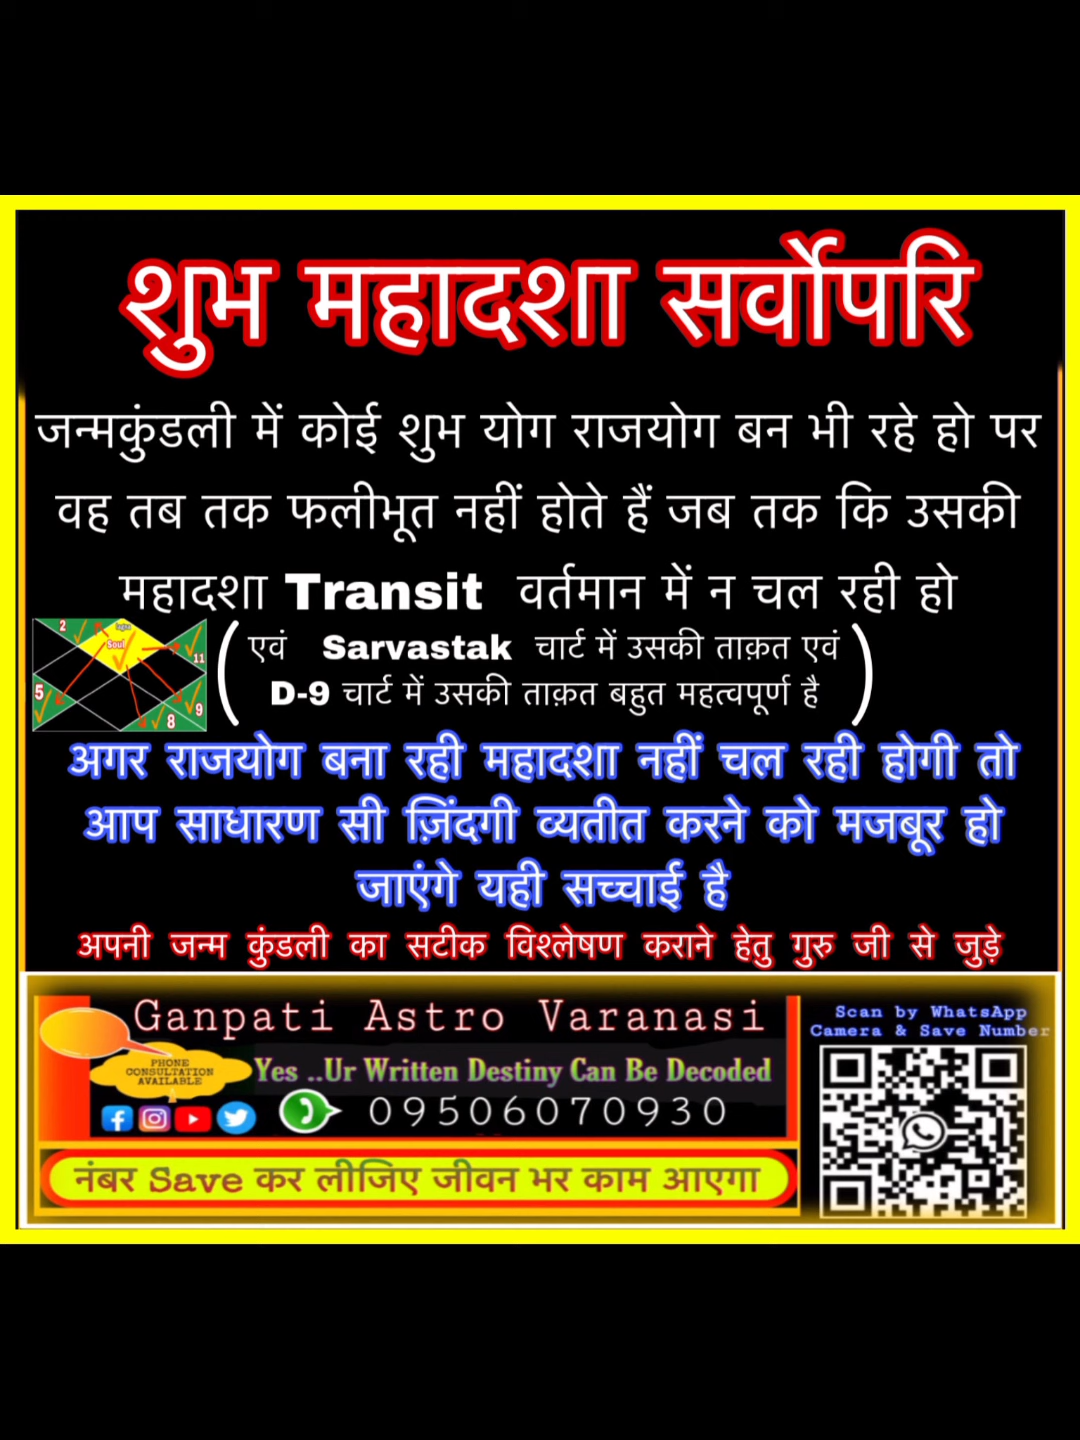 शुभ महादशा सर्वोपरि
जन्मकुंडली में कोई शुभ योग राजयोग बन भी रहे हो पर
वह तब तक फलीभूत नहीं होते हैं जब तक कि उसकी
महादशा Transit वर्तमान में न चल रही हो
(एवं Sarvastak चार्ट में उसकी ताक़त एवं
D-9 चार्ट में उसकी ताक़त बहुत महत्वपूर्ण है)
2
lagna
Soul
11
5
9
8
अगर राजयोग बना रही महादशा नहीं चल रही होगी तो
आप साधारण सी ज़िंदगी व्यतीत करने को मजबूर हो
जाएंगे यही सच्चाई है
अपनी जन्म कुंडली का सटीक विश्लेषण कराने हेतु गुरु जी से जुड़े
Ganpati Astro Varanasi
PHONE
CONSULTATION
AVAILABLE
Yes ..Ur Written Destiny Can Be Decoded
09506070930
नंबर Save कर लीजिए जीवन भर काम आएगा
Scan by WhatsApp
Camera & Save Number